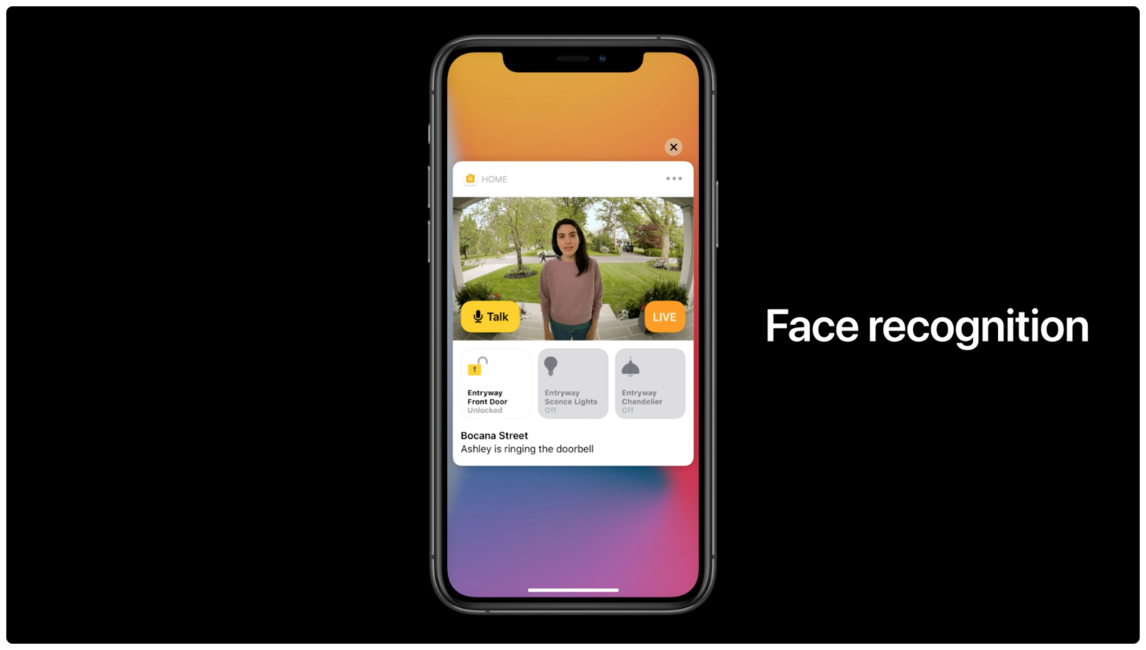 HOME
Talk
LIVE
Entryway
Front Door
Unlocked
Entryway
Sconce Lights
Off
Entryway
Chandelier
Off
Bocana Street
Ashley is ringing the doorbell
Face recognition